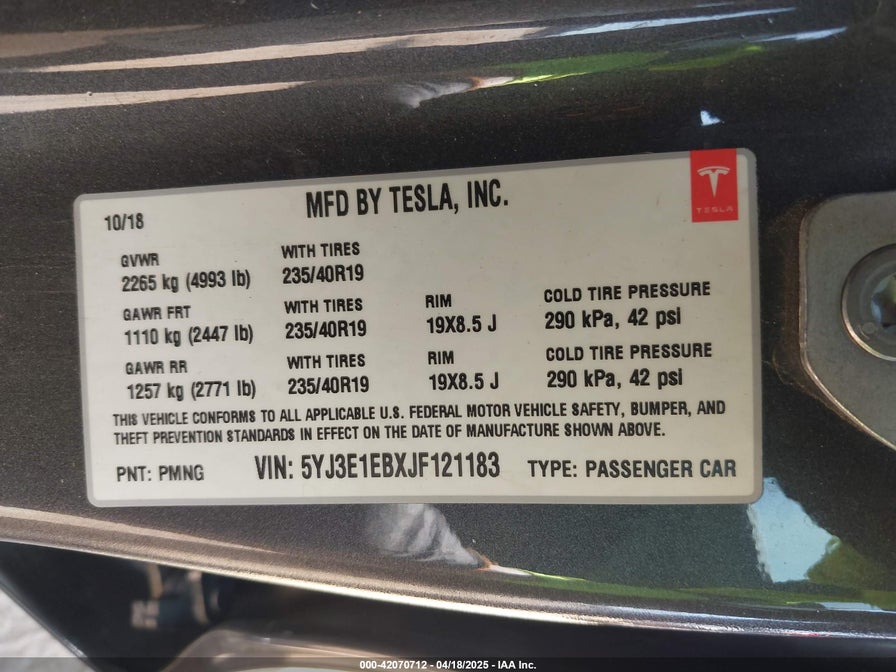 MFD BY TESLA, INC.
TESLA
10/18
GVWR WITH TIRES
2265 kg (4993 lb) 235/40R19
GAWR FRT WITH TIRES RIM COLD TIRE PRESSURE
1110 kg (2447 lb) 235/40R19 19X8.5 J 290 kPa, 42 psi
GAWR RR WITH TIRES RIM COLD TIRE PRESSURE
1257 kg (2771 lb) 235/40R19 19X8.5 J 290 kPa, 42 psi
THIS VEHICLE CONFORMS TO ALL APPLICABLE U.S. FEDERAL MOTOR VEHICLE SAFETY, BUMPER, AND
THEFT PREVENTION STANDARDS IN EFFECT ON THE DATE OF MANUFACTURE SHOWN ABOVE.
PNT: PMNG VIN: 5YJ3E1EBXJF121183 TYPE: PASSENGER CAR
000-42070712 - 04/18/2025 - IAA Inc.